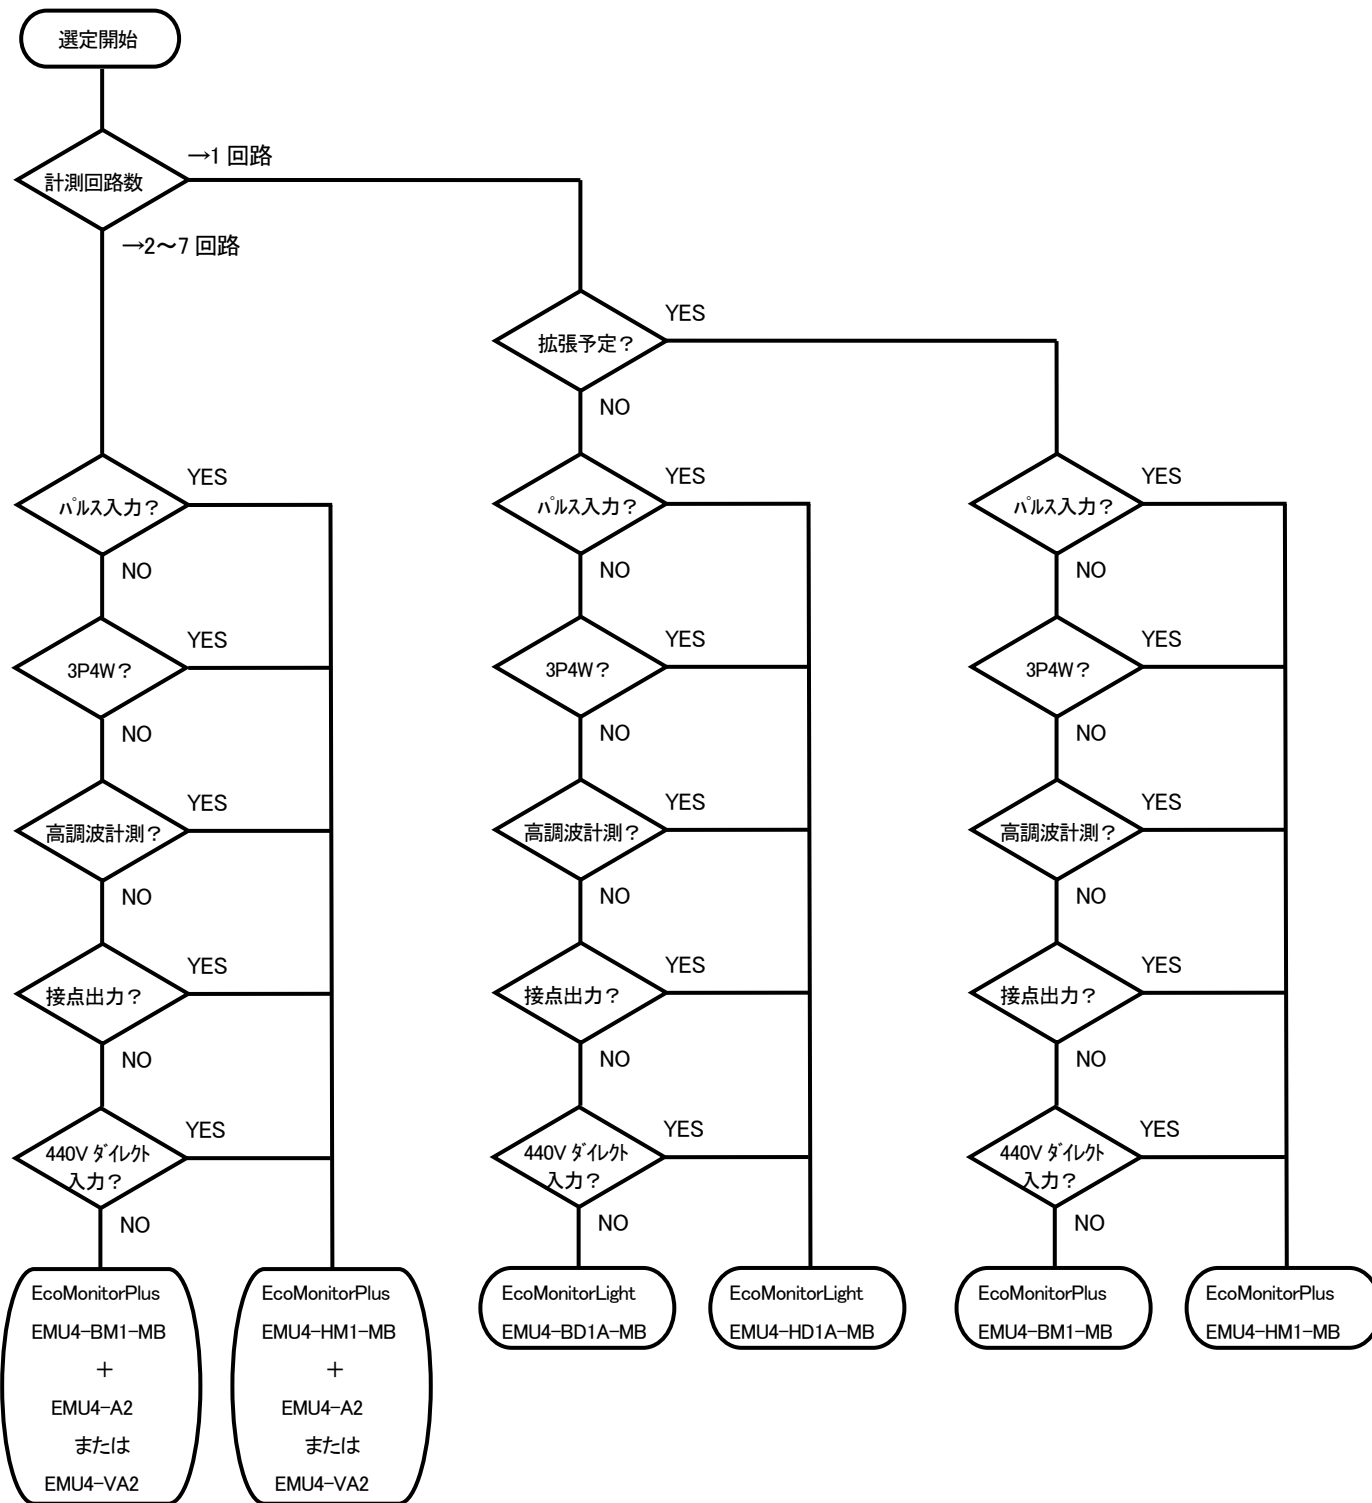 選定開始
計測回路数
→1 回路
→2～7 回路
拡張予定？
YES
NO
パルス入力？
YES
NO
3P4W？
YES
NO
高調波計測？
YES
NO
接点出力？
YES
NO
440V ダイレクト
入力？
YES
NO
EcoMonitorPlus
EMU4-BM1-MB
＋
EMU4-A2
または
EMU4-VA2
EcoMonitorPlus
EMU4-HM1-MB
＋
EMU4-A2
または
EMU4-VA2
パルス入力？
YES
NO
3P4W？
YES
NO
高調波計測？
YES
NO
接点出力？
YES
NO
440V ダイレクト
入力？
YES
NO
EcoMonitorLight
EMU4-BD1A-MB
EcoMonitorLight
EMU4-HD1A-MB
パルス入力？
YES
NO
3P4W？
YES
NO
高調波計測？
YES
NO
接点出力？
YES
NO
440V ダイレクト
入力？
YES
NO
EcoMonitorPlus
EMU4-BM1-MB
EcoMonitorPlus
EMU4-HM1-MB